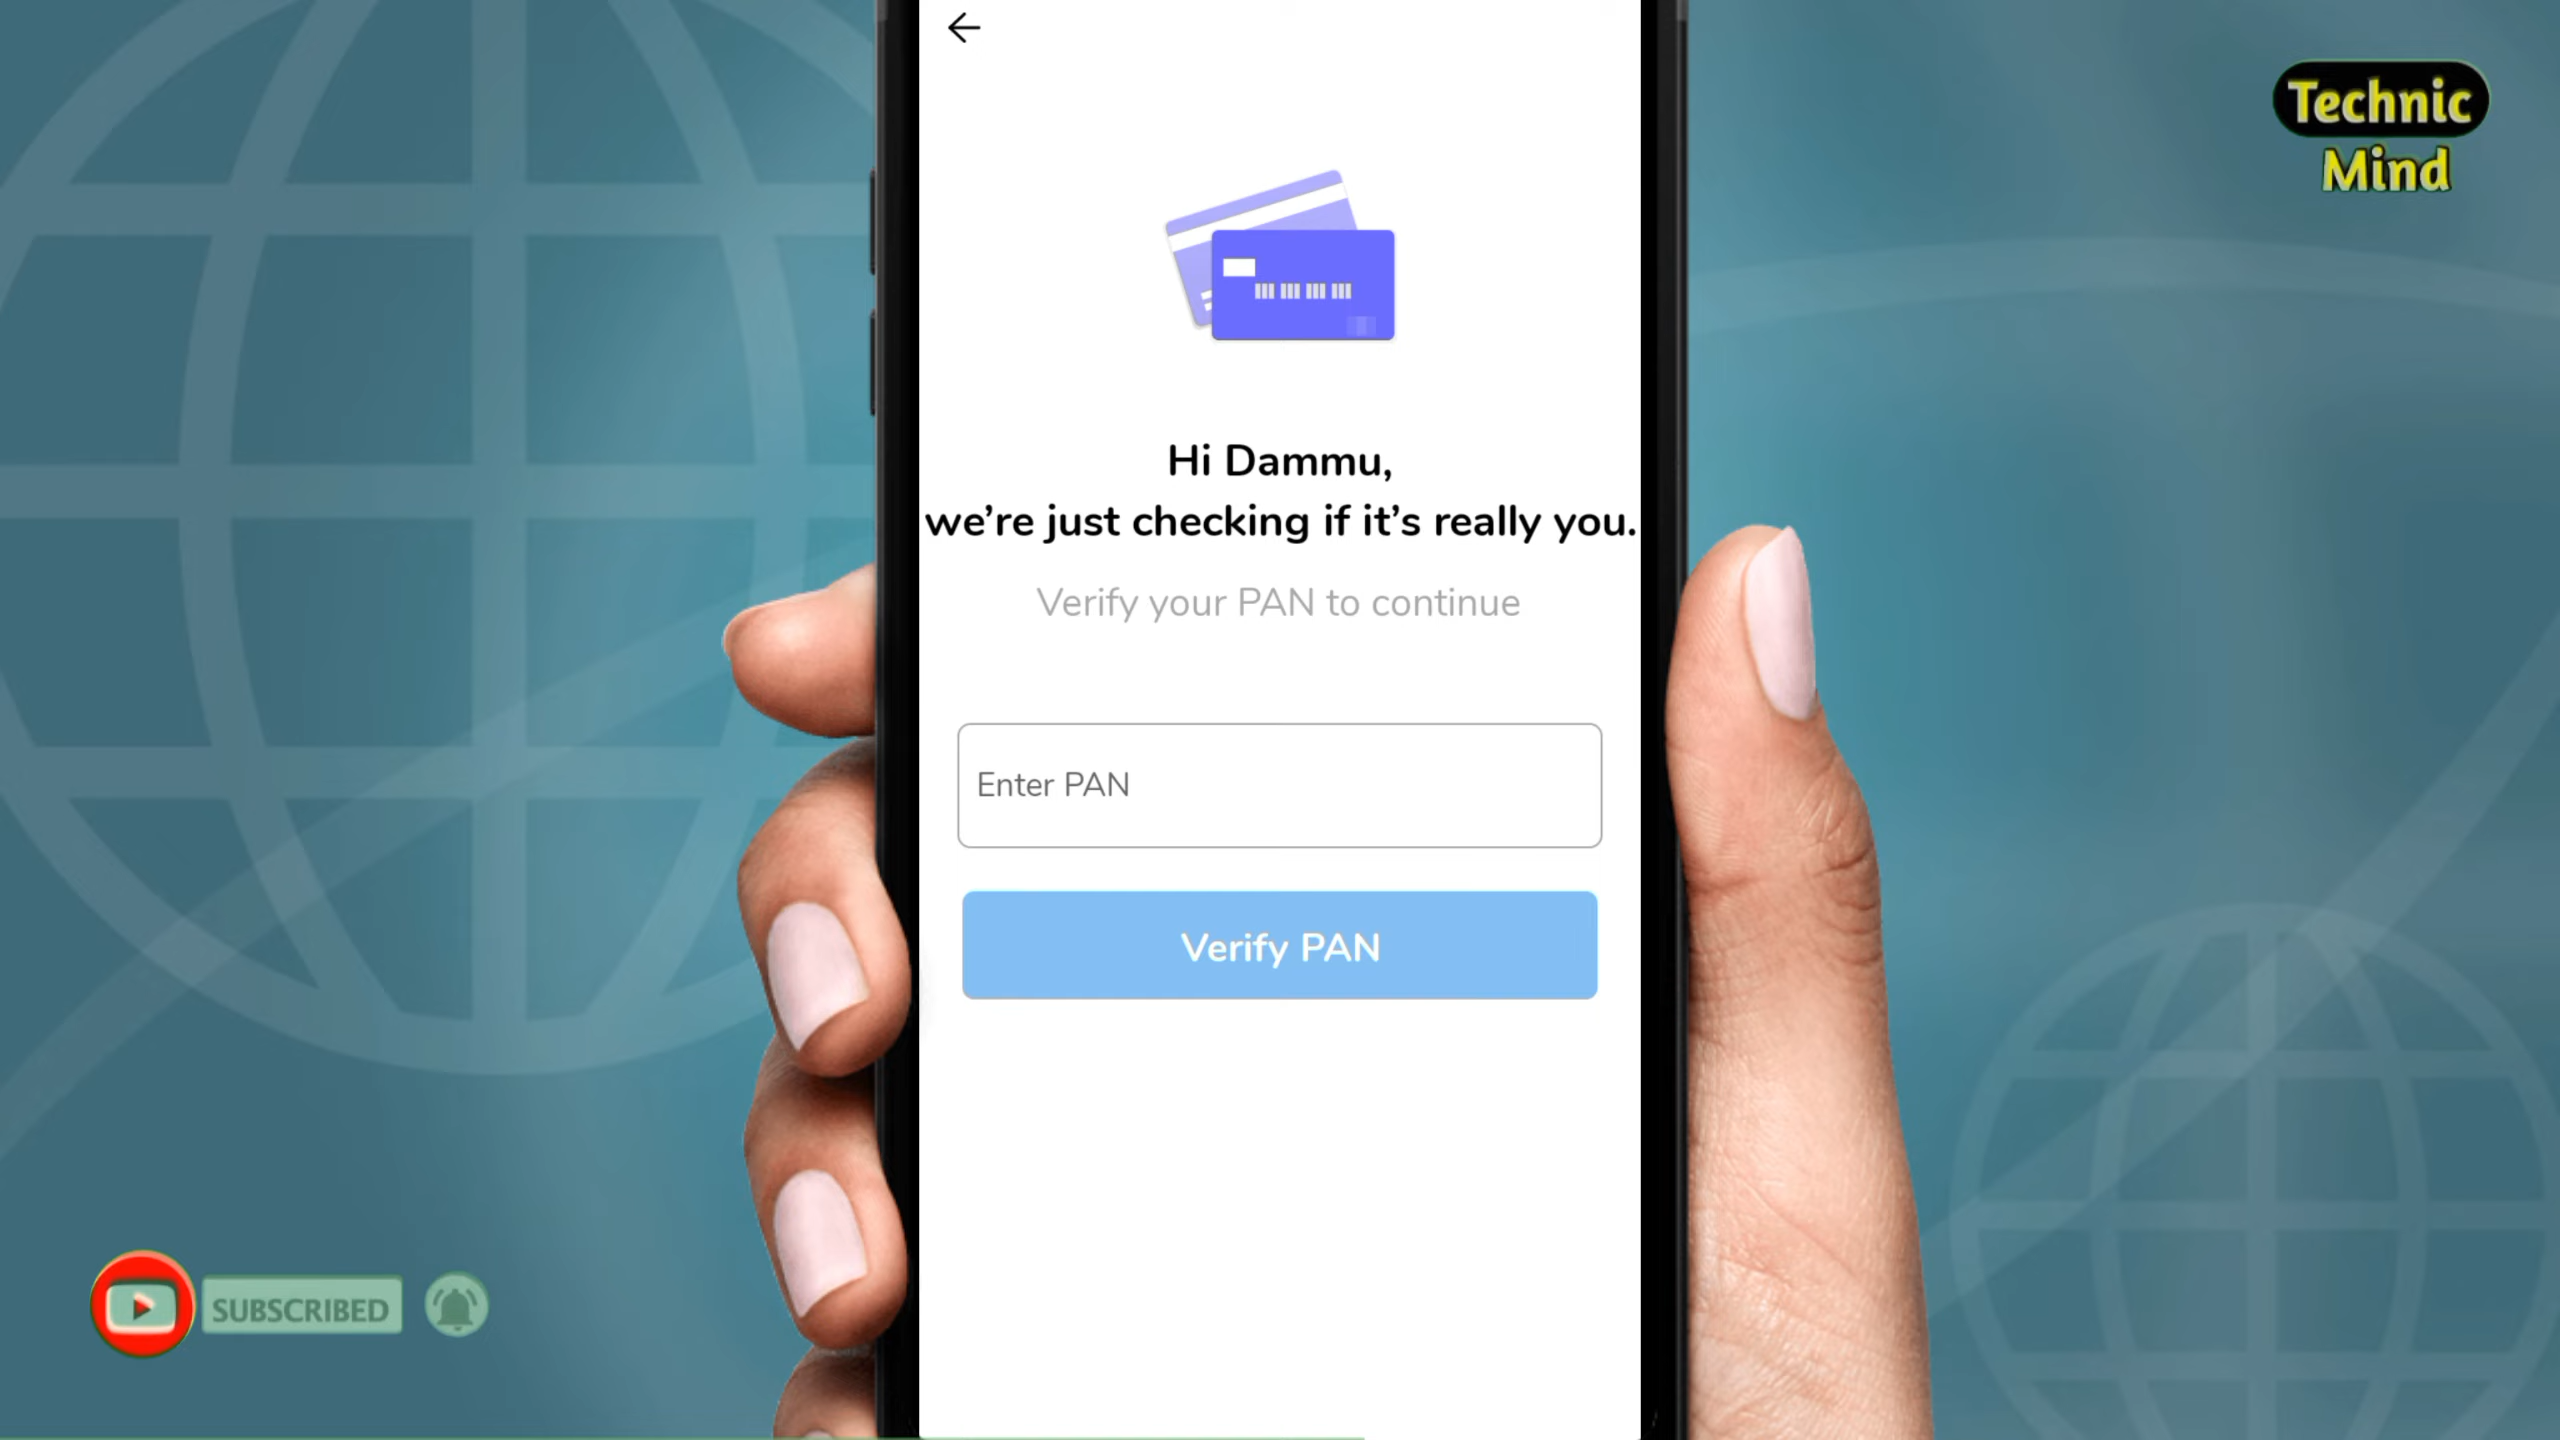 Technic
Mind
Hi Dammu,
we’re just checking if it’s really you.
Verify your PAN to continue
Enter PAN
Verify PAN
SUBSCRIBED